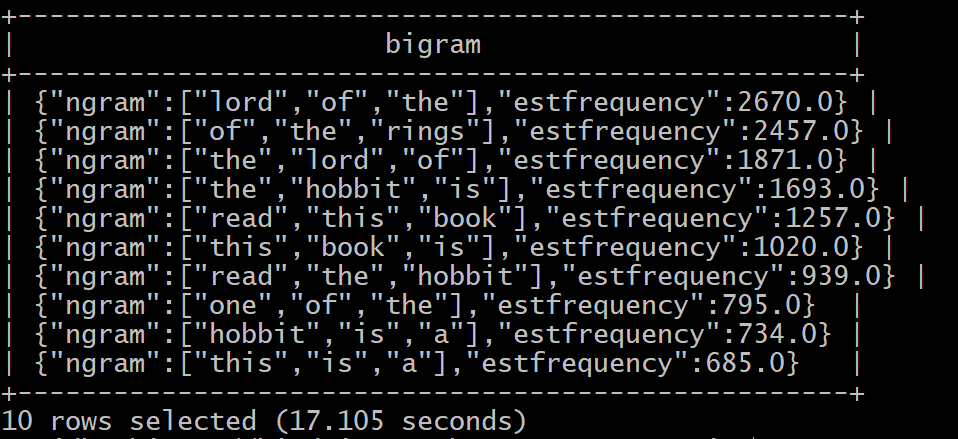 +----------------------------------------------------+
|                       bigram                       |
+----------------------------------------------------+
| {"ngram":["lord","of","the"],"estfrequency":2670.0} |
| {"ngram":["of","the","rings"],"estfrequency":2457.0} |
| {"ngram":["the","lord","of"],"estfrequency":1871.0} |
| {"ngram":["the","hobbit","is"],"estfrequency":1693.0} |
| {"ngram":["read","this","book"],"estfrequency":1257.0} |
| {"ngram":["this","book","is"],"estfrequency":1020.0} |
| {"ngram":["read","the","hobbit"],"estfrequency":939.0} |
| {"ngram":["one","of","the"],"estfrequency":795.0}  |
| {"ngram":["hobbit","is","a"],"estfrequency":734.0} |
| {"ngram":["this","is","a"],"estfrequency":685.0}   |
+----------------------------------------------------+
10 rows selected (17.105 seconds)